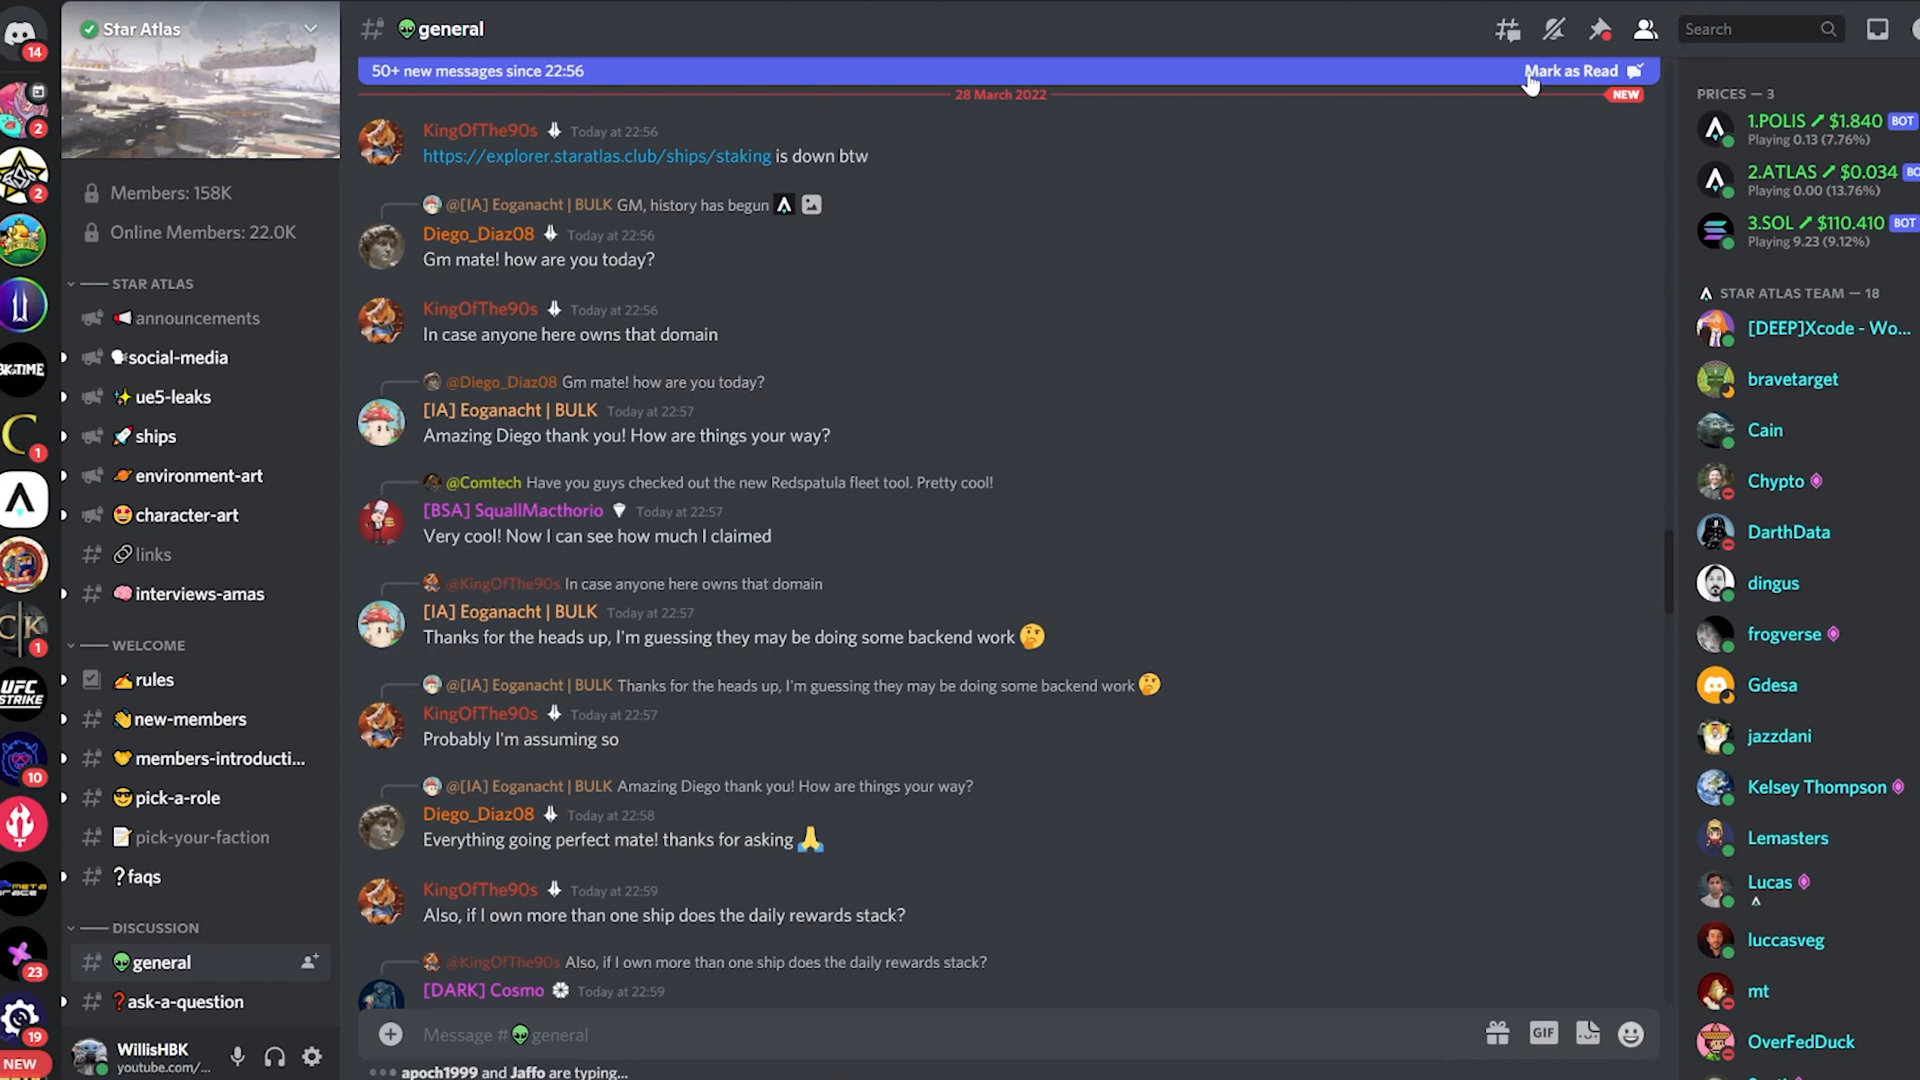 14
2
2
BIGTIME
1
CK
1
UFC
STRIKE
10
META
23
19
NEW
Star Atlas
Members: 158K
Online Members: 22.0K
STAR ATLAS
announcements
social-media
ue5-leaks
ships
environment-art
character-art
links
interviews-amas
WELCOME
rules
new-members
members-introducti...
pick-a-role
pick-your-faction
?faqs
DISCUSSION
general
?ask-a-question
WillisHBK
youtube.com/...
general
Search
50+ new messages since 22:56
Mark as Read
28 March 2022
NEW
KingOfThe90s Today at 22:56
https://explorer.staratlas.club/ships/staking is down btw
@[IA] Eoganacht | BULK GM, history has begun
Diego_Diaz08 Today at 22:56
Gm mate! how are you today?
KingOfThe90s Today at 22:56
In case anyone here owns that domain
@Diego_Diaz08 Gm mate! how are you today?
[IA] Eoganacht | BULK Today at 22:57
Amazing Diego thank you! How are things your way?
@Comtech Have you guys checked out the new Redspatula fleet tool. Pretty cool!
[BSA] SquallMacthorio Today at 22:57
Very cool! Now I can see how much I claimed
@KingOfThe90s In case anyone here owns that domain
[IA] Eoganacht | BULK Today at 22:57
Thanks for the heads up, I'm guessing they may be doing some backend work 🤔
@[IA] Eoganacht | BULK Thanks for the heads up, I'm guessing they may be doing some backend work 🤔
KingOfThe90s Today at 22:57
Probably I'm assuming so
@[IA] Eoganacht | BULK Amazing Diego thank you! How are things your way?
Diego_Diaz08 Today at 22:58
Everything going perfect mate! thanks for asking 🙏
KingOfThe90s Today at 22:59
Also, if I own more than one ship does the daily rewards stack?
@KingOfThe90s Also, if I own more than one ship does the daily rewards stack?
[DARK] Cosmo Today at 22:59
Message # general
GIF
apoch1999 and Jaffo are typing...
PRICES — 3
1.POLIS ↗ $1.840 BOT
Playing 0.13 (7.76%)
2.ATLAS ↗ $0.034 BO
Playing 0.00 (13.76%)
3.SOL ↗ $110.410 BOT
Playing 9.23 (9.12%)
STAR ATLAS TEAM — 18
[DEEP]Xcode - Wo...
bravetarget
Cain
Chypto
DarthData
dingus
frogverse
Gdesa
jazzdani
Kelsey Thompson
Lemasters
Lucas
luccasveg
mt
OverFedDuck